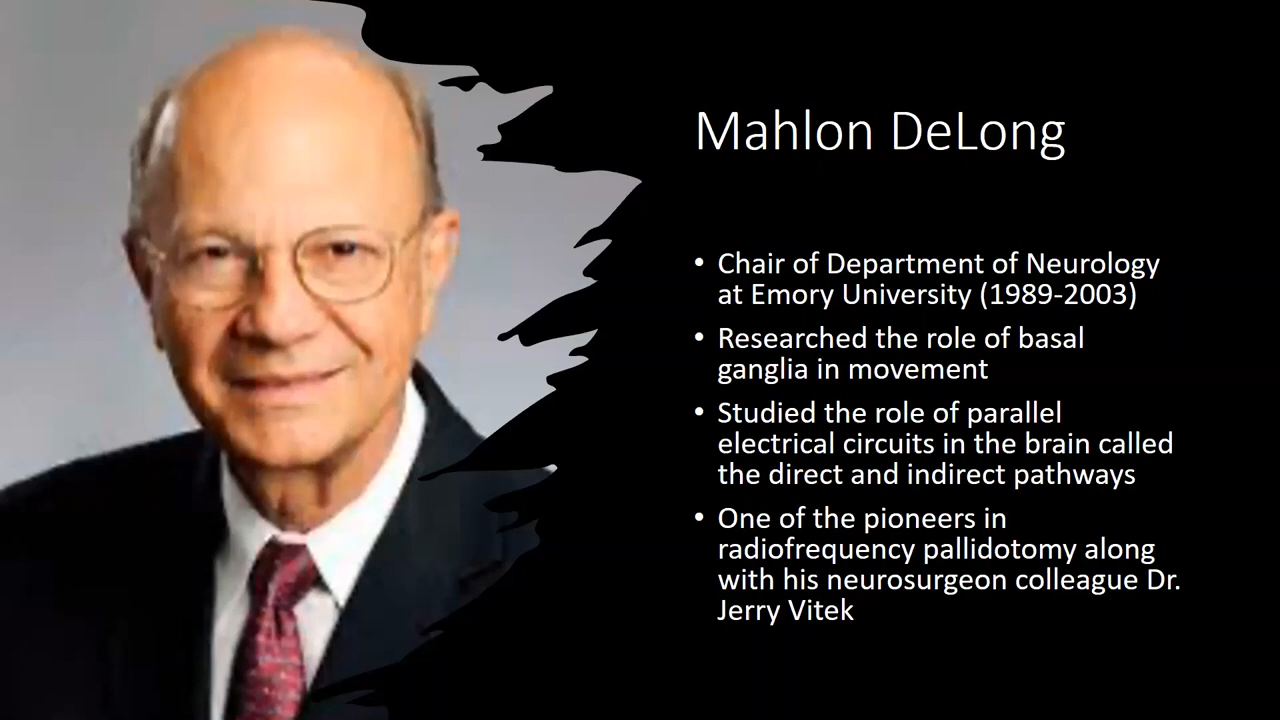 Mahlon DeLong
• Chair of Department of Neurology
at Emory University (1989-2003)
• Researched the role of basal
ganglia in movement
• Studied the role of parallel
electrical circuits in the brain called
the direct and indirect pathways
• One of the pioneers in
radiofrequency pallidotomy along
with his neurosurgeon colleague Dr.
Jerry Vitek